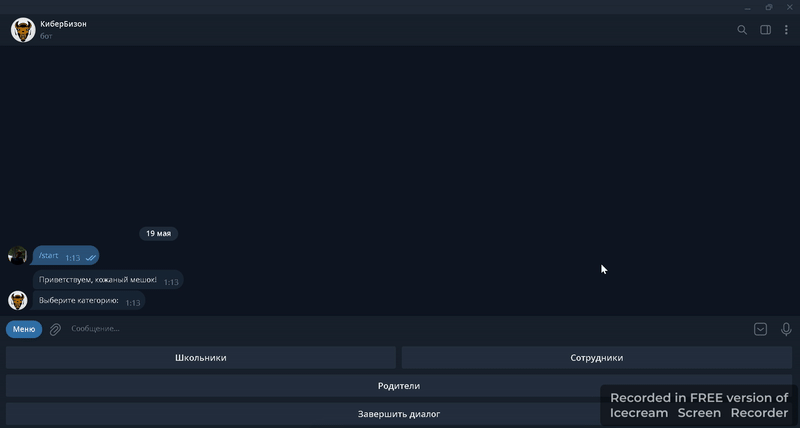 КиберБизон
бот
19 мая
/start 1:13
Приветствуем, кожаный мешок! 1:13
Выберите категорию: 1:13
Меню Сообщение...
Школьники Сотрудники
Родители
Завершить диалог
Recorded in FREE version of
Icecream Screen Recorder